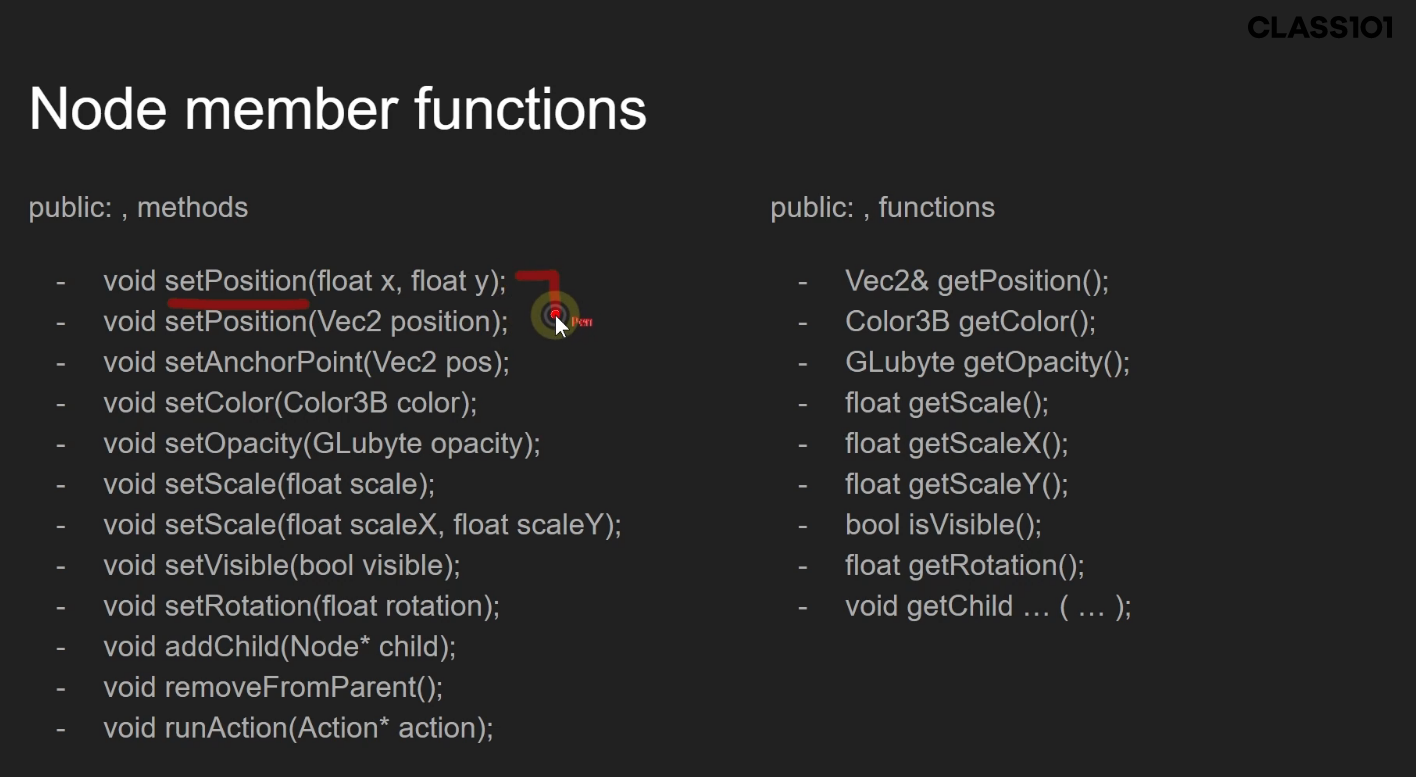 CLASS101
Node member functions
public: , methods
- void setPosition(float x, float y);
- void setPosition(Vec2 position);
- void setAnchorPoint(Vec2 pos);
- void setColor(Color3B color);
- void setOpacity(GLubyte opacity);
- void setScale(float scale);
- void setScale(float scaleX, float scaleY);
- void setVisible(bool visible);
- void setRotation(float rotation);
- void addChild(Node* child);
- void removeFromParent();
- void runAction(Action* action);
public: , functions
- Vec2& getPosition();
- Color3B getColor();
- GLubyte getOpacity();
- float getScale();
- float getScaleX();
- float getScaleY();
- bool isVisible();
- float getRotation();
- void getChild … ( … );